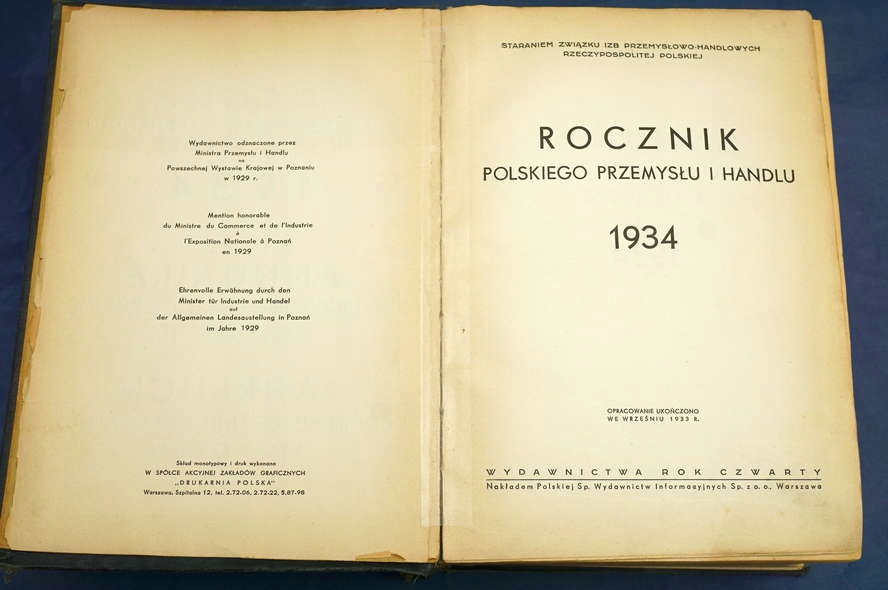 Wydawnictwo odznaczone przez
Ministra Przemysłu i Handlu
na
Powszechnej Wystawie Krajowej w Poznaniu
w 1929 r.
Mention honorable
du Ministre du Commerce et de l'Industrie
à
l'Exposition Nationale à Poznań
en 1929
Ehrenvolle Erwähnung durch den
Minister für Industrie und Handel
auf
der Allgemeinen Landesaustellung in Poznań
im Jahre 1929
Skład monotypowy i druk wykonano
W SPÓŁCE AKCYJNEJ ZAKŁADÓW GRAFICZNYCH
„DRUKARNIA POLSKA"
Warszawa, Szpitalna 12, tel. 2.72-06, 2.72-22, 5.87-98
STARANIEM ZWIĄZKU IZB PRZEMYSŁOWO-HANDLOWYCH
RZECZYPOSPOLITEJ POLSKIEJ
ROCZNIK
POLSKIEGO PRZEMYSŁU I HANDLU
1934
OPRACOWANIE UKOŃCZONO
WE WRZEŚNIU 1933 R.
WYDAWNICTWA ROK CZWARTY
Nakładem Polskiej Sp. Wydawnictw Informacyjnych Sp. z o. o., Warszawa